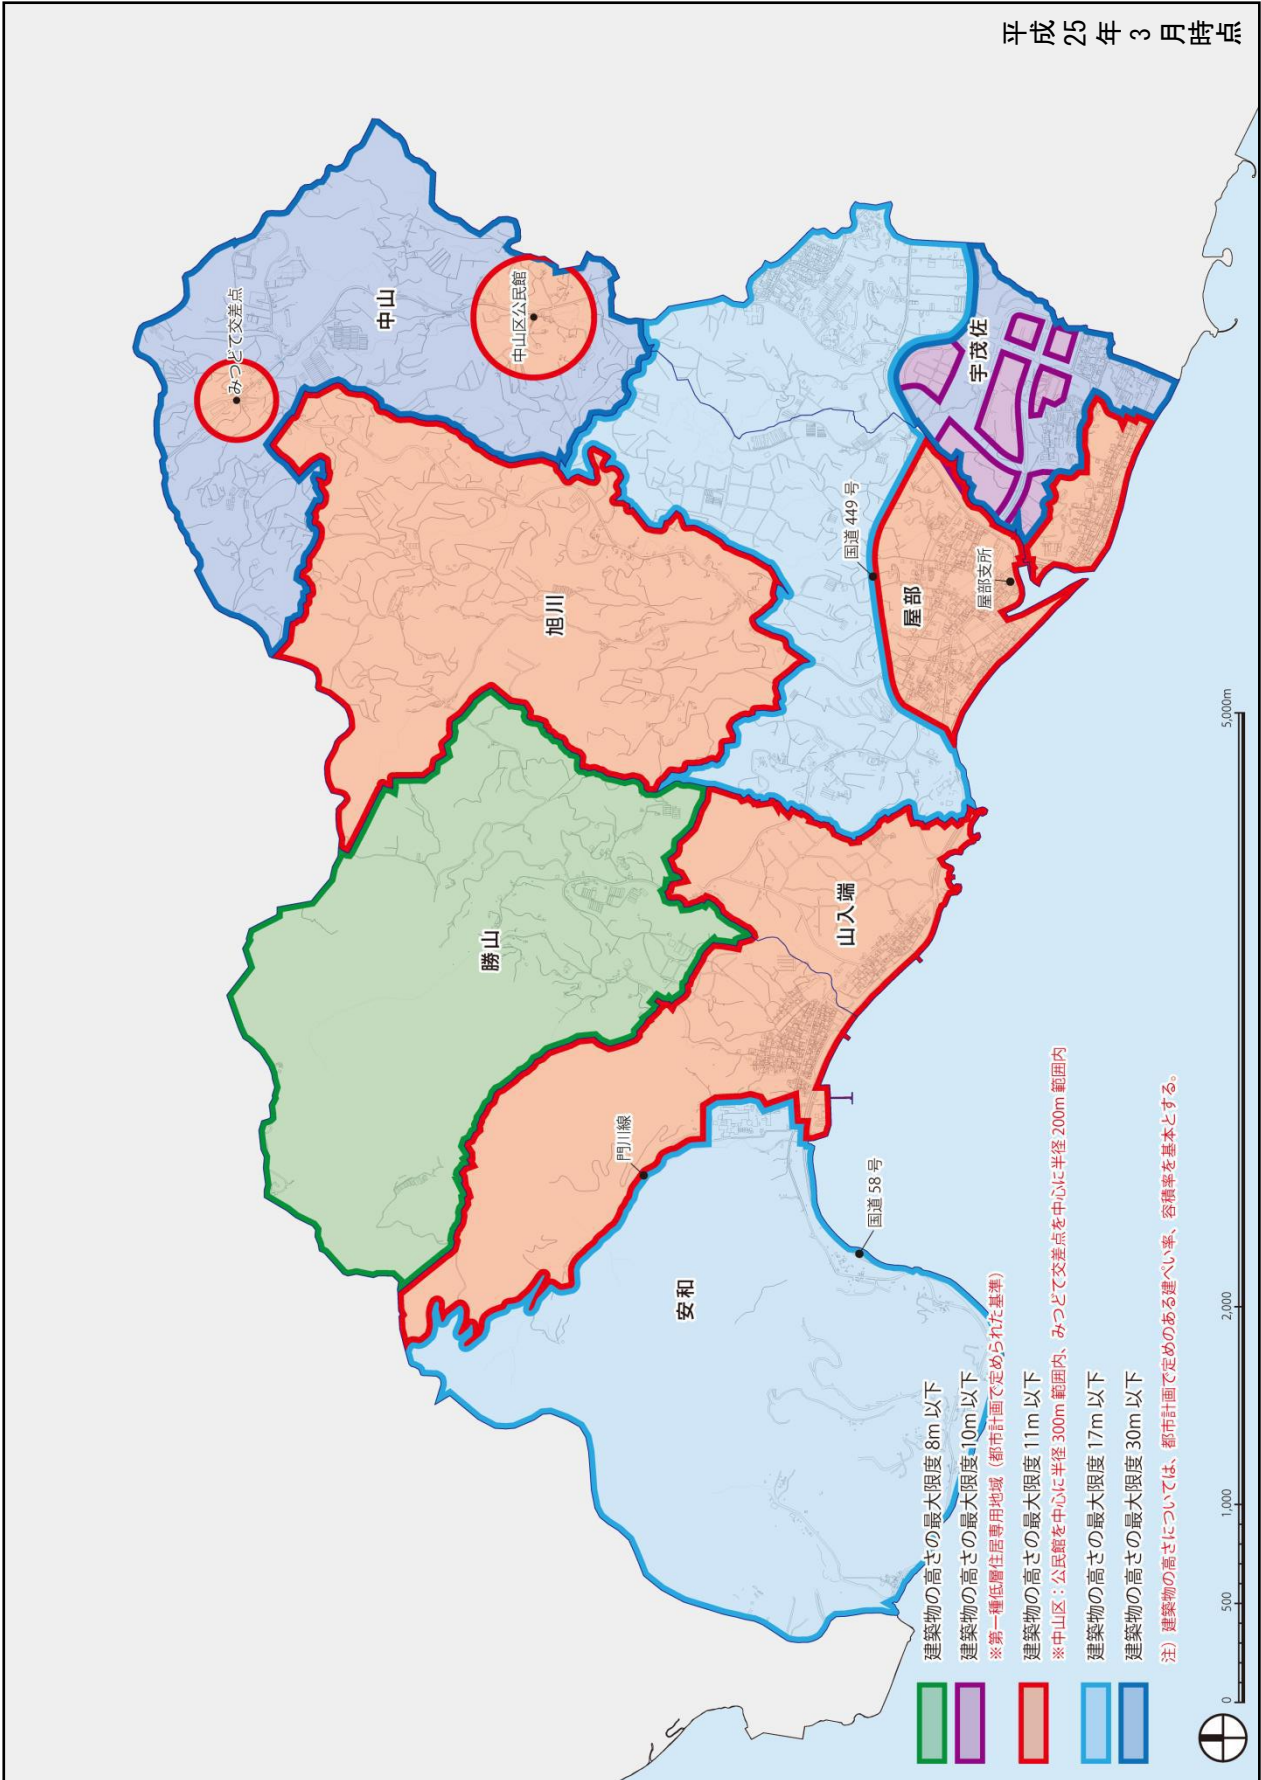 平成 25 年 3 月時点
みつどて交差点
中山
中山区公民館
宇茂佐
国道 449 号
屋部
屋部支所
旭川
勝山
山入端
門川線
国道 58 号
安和
建築物の高さの最大限度 8m 以下
建築物の高さの最大限度 10m 以下
※第一種低層住居専用地域（都市計画で定められた基準）
建築物の高さの最大限度 11m 以下
※中山区：公民館を中心に半径 300m 範囲内、みつどて交差点を中心に半径 200m 範囲内
建築物の高さの最大限度 17m 以下
建築物の高さの最大限度 30m 以下
注）建築物の高さについては、都市計画で定めのある建ぺい率、容積率を基本とする。
0 500 1,000 2,000 5,000m